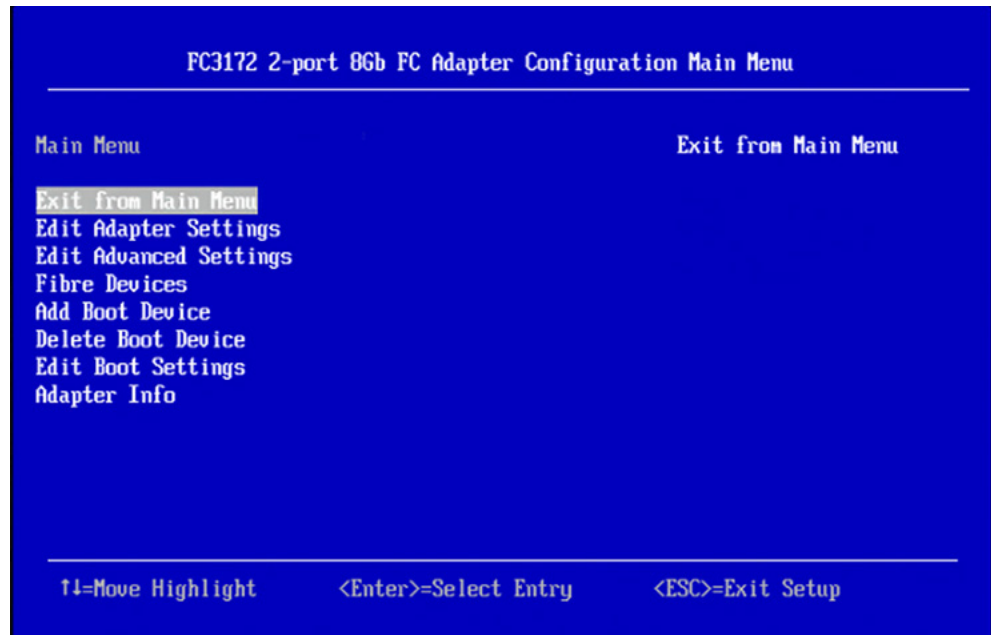 FC3172 2-port 8Gb FC Adapter Configuration Main Menu
Main Menu
Exit from Main Menu
Exit from Main Menu
Edit Adapter Settings
Edit Advanced Settings
Fibre Devices
Add Boot Device
Delete Boot Device
Edit Boot Settings
Adapter Info
↑↓=Move Highlight <Enter>=Select Entry <ESC>=Exit Setup